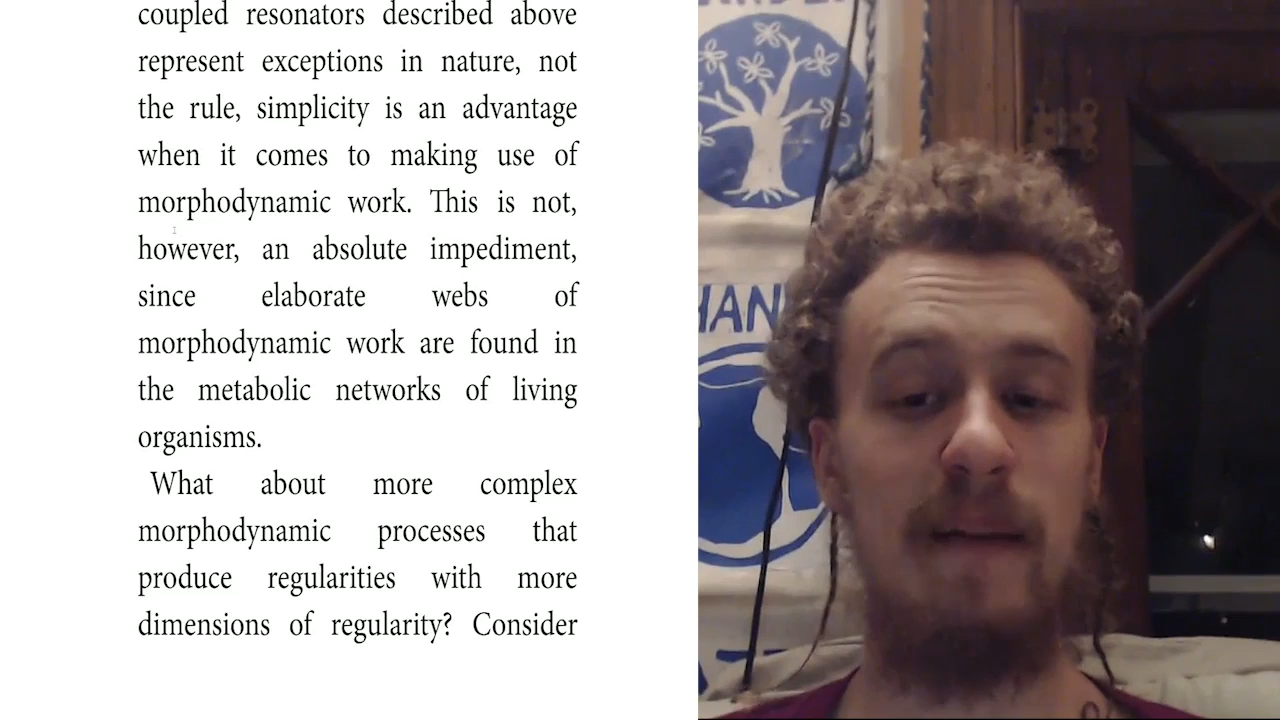 coupled resonators described above
represent exceptions in nature, not
the rule, simplicity is an advantage
when it comes to making use of
morphodynamic work. This is not,
however, an absolute impediment,
since elaborate webs of
morphodynamic work are found in
the metabolic networks of living
organisms.
What about more complex
morphodynamic processes that
produce regularities with more
dimensions of regularity? Consider